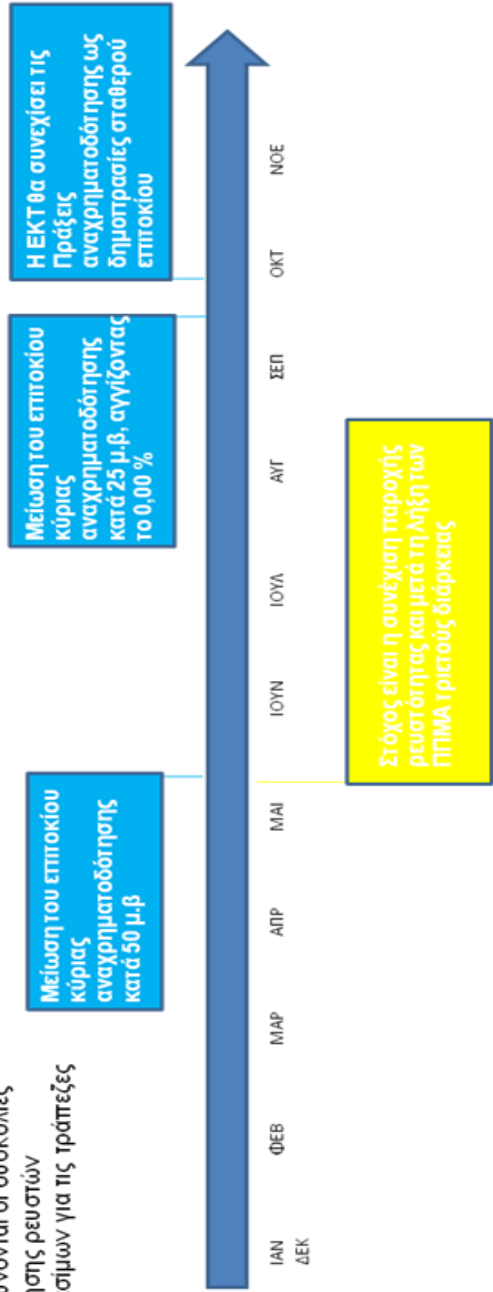 σίμων για τις τράπεζες
Μείωση του επιτοκίου
κύριας
αναχρηματοδότησης
κατά 50 μ.β
Μείωση του επιτοκίου
κύριας
αναχρηματοδότησης
κατά 25 μ.β, αγγίζοντας
το 0,00 %
Η ΕΚΤ θα συνεχίσει τις
Πράξεις
αναχρηματοδότησης ως
δημοπρασίες σταθερού
επιτοκίου
ΙΑΝ ΦΕΒ ΜΑΡ ΑΠΡ ΜΑΙ ΙΟΥΝ ΙΟΥΛ ΑΥΓ ΣΕΠ ΟΚΤ ΝΟΕ
ΔΕΚ
Στόχος είναι η συνέχιση παροχής
ρευστότητας και μετά τη λήξη των
ΠΠΜΑ τριετούς διάρκειας